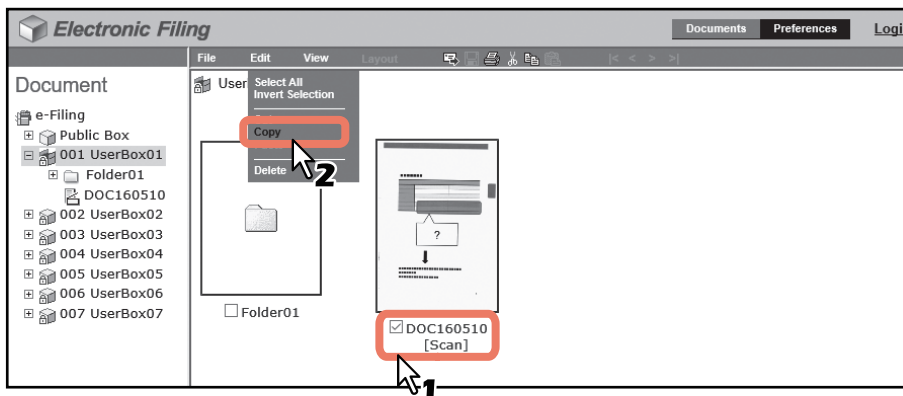 Electronic Filing
Documents Preferences
File Edit View Layout |< < > >|
Document
e-Filing
Public Box
001 UserBox01
Folder01
DOC160510
002 UserBox02
003 UserBox03
004 UserBox04
005 UserBox05
006 UserBox06
007 UserBox07
User
Select All
Invert Selection
Copy
Delete
2
?
Folder01
DOC160510
[Scan]
1